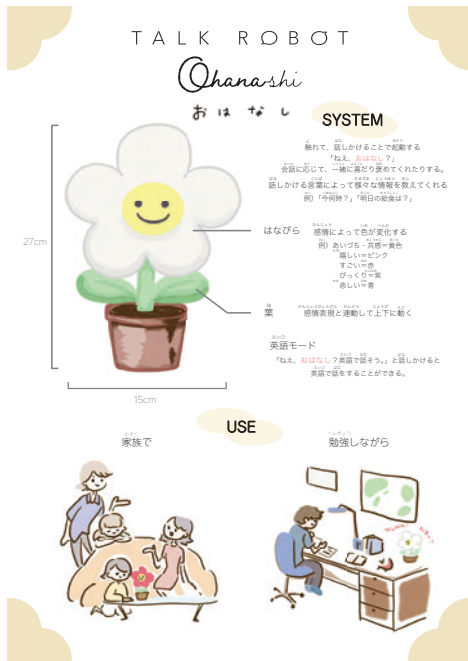 TALK ROBOT
Ohana-shi
おはなし
SYSTEM
触れて、話しかけることで起動する
「ねえ、おはなし？」
会話に応じて、一緒に喜だり褒めてくれたりする。
話しかける言葉によって様々な情報を教えてくれる
例）「今何時？」「明日の給食は？」
はなびら
感情によって色が変化する
例）あいづち・共感＝黄色
嬉しい＝ピンク
すごい＝赤
びっくり＝紫
悲しい＝青
27cm
葉
感情表現と連動して上下に動く
英語モード
「ねえ、おはなし？英語で話そう。」と話しかけると
英語で話をすることができる。
15cm
USE
家族で
勉強しながら